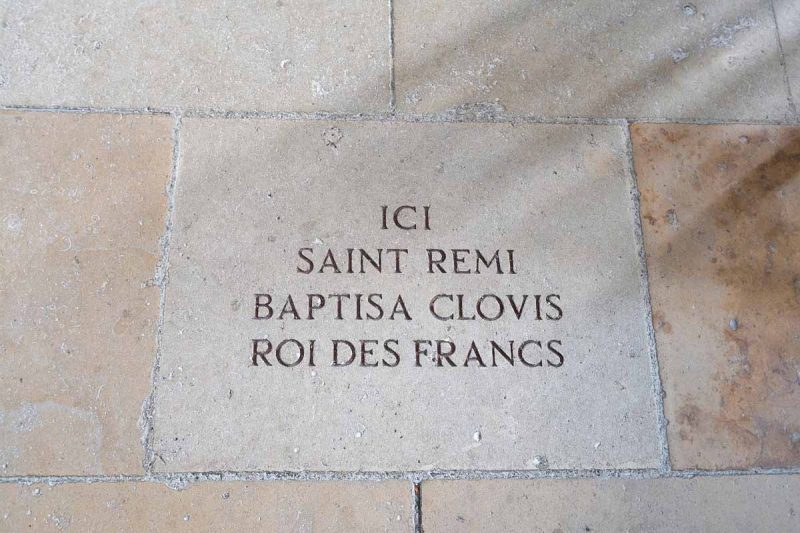 ICI
SAINT REMI
BAPTISA CLOVIS
ROI DES FRANCS